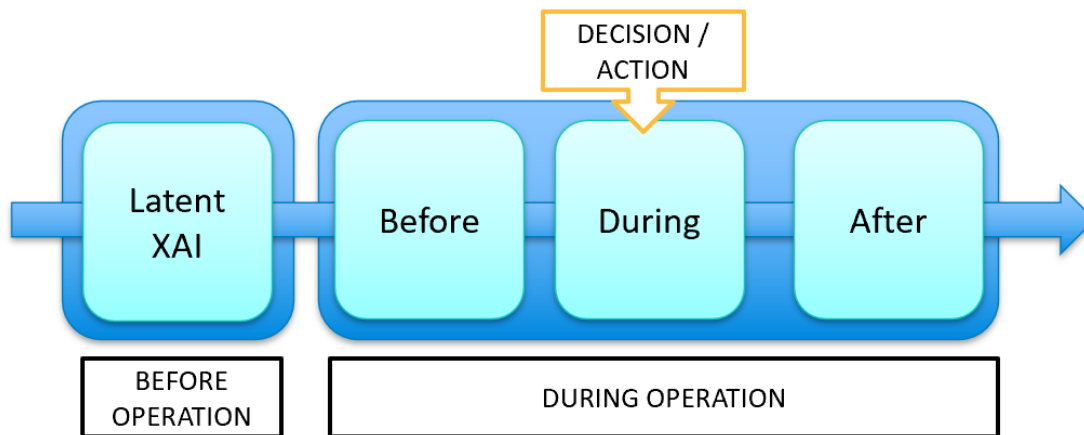 DECISION /
ACTION
Latent
XAI
Before
During
After
BEFORE
OPERATION
DURING OPERATION